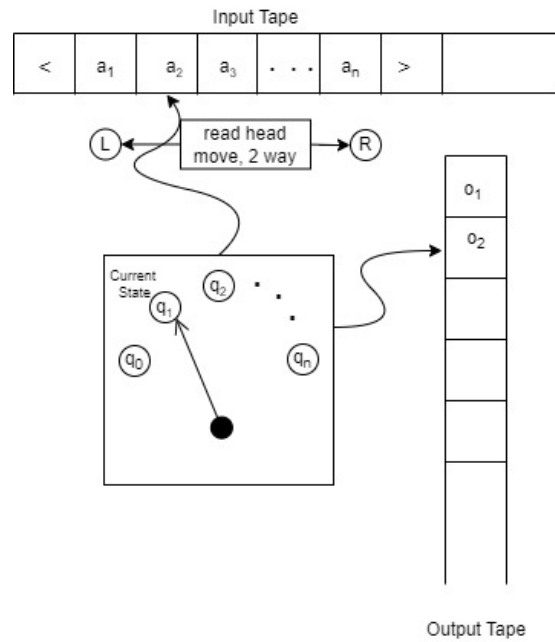 Input Tape
< a₁ a₂ a₃ . . . aₙ >
L
read head
move, 2 way
R
o₁
o₂
Current
State
q₂
q₁
q₀
qₙ
Output Tape